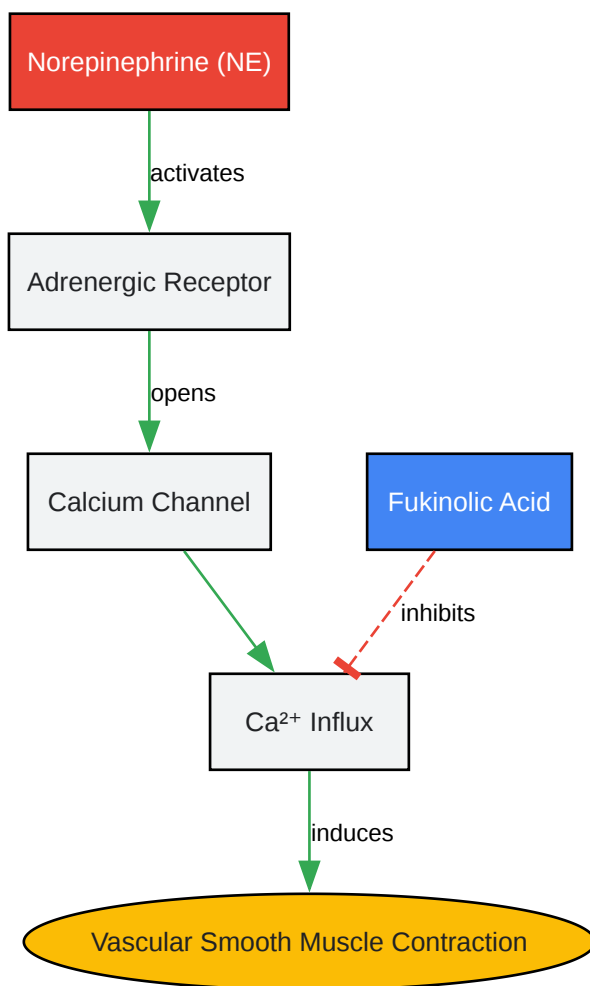 Norepinephrine (NE)
activates
Adrenergic Receptor
opens
Calcium Channel
Fukinolic Acid
inhibits
Ca²⁺ Influx
induces
Vascular Smooth Muscle Contraction